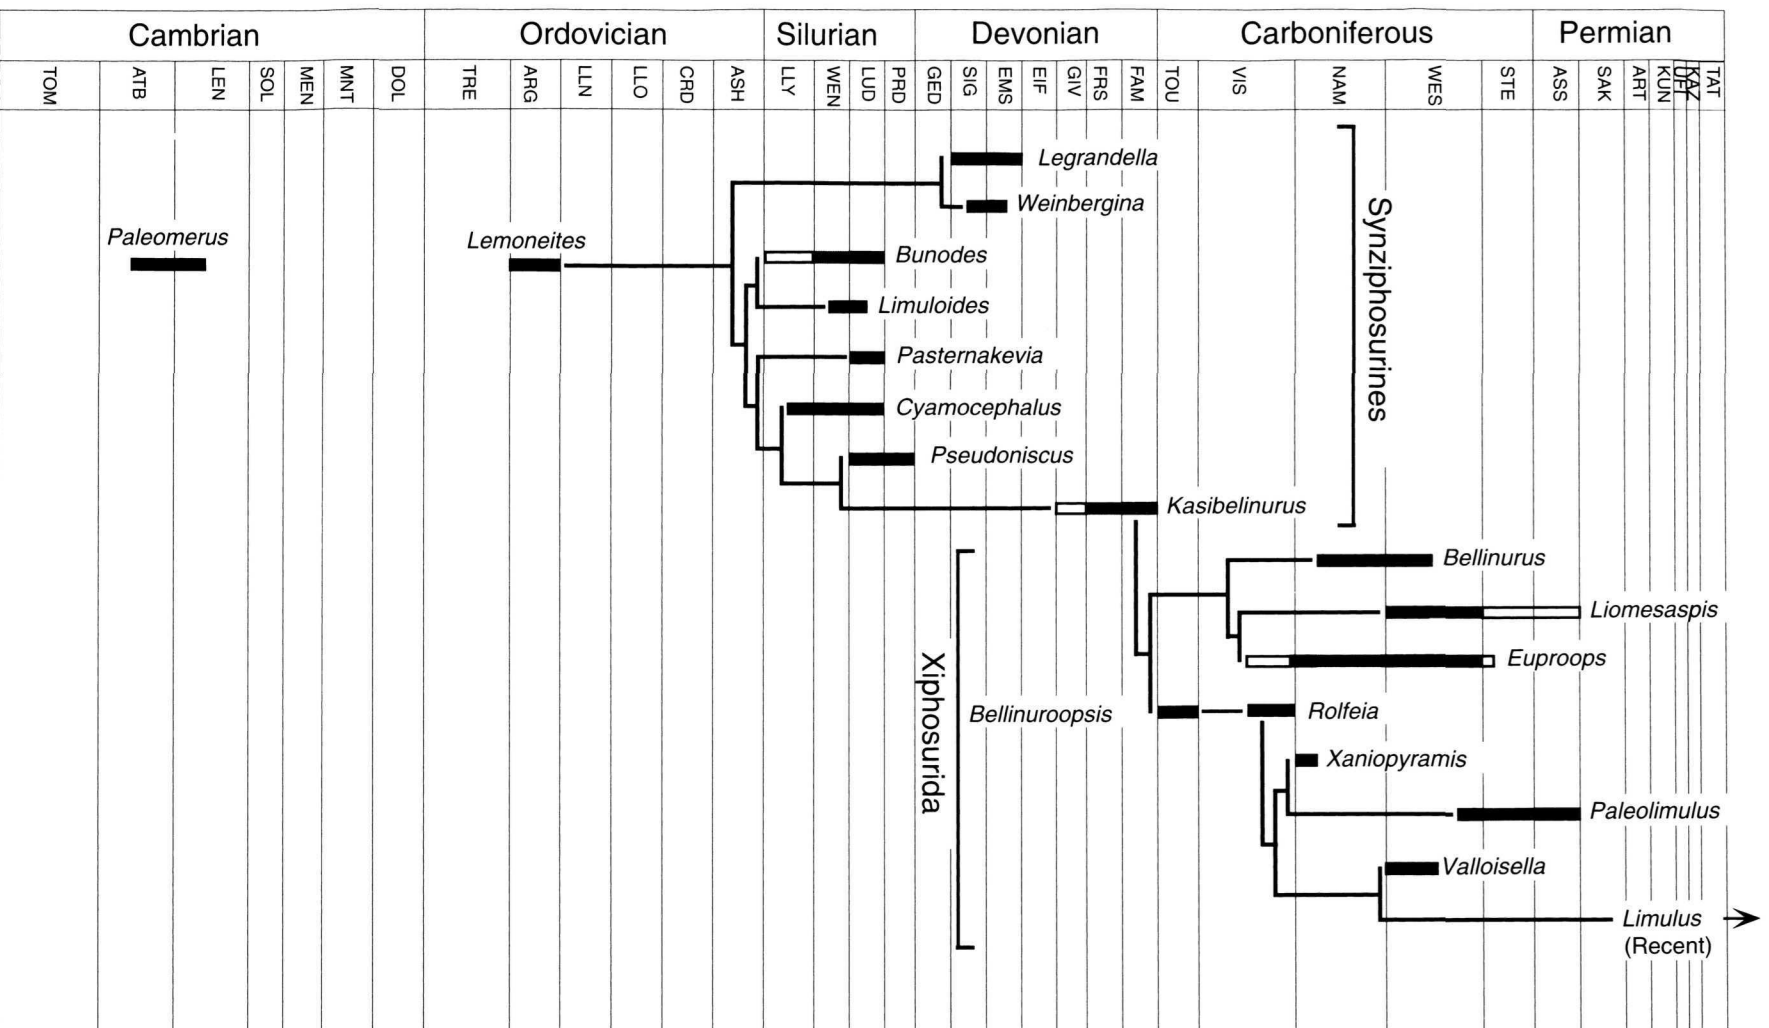 Cambrian Ordovician Silurian Devonian Carboniferous Permian
TOM ATB LEN SOL MEN MNT DOL TRE ARG LLN LLO CRD ASH LLY WEN LUD PRD GED SIG EMS EIF GIV FRS FAM TOU VIS NAM WES STE ASS SAK ART KUN KAZ TAT
Legrandella
Weinbergina
Paleomerus
Lemoneites
Bunodes
Limuloides
Pasternakevia
Cyamocephalus
Pseudoniscus
Kasibelinurus
Synziphosurines
Bellinurus
Liomesaspis
Euproops
Xiphosurida
Bellinuroopsis
Rolfeia
Xaniopyramis
Paleolimulus
Valloisella
Limulus
(Recent)